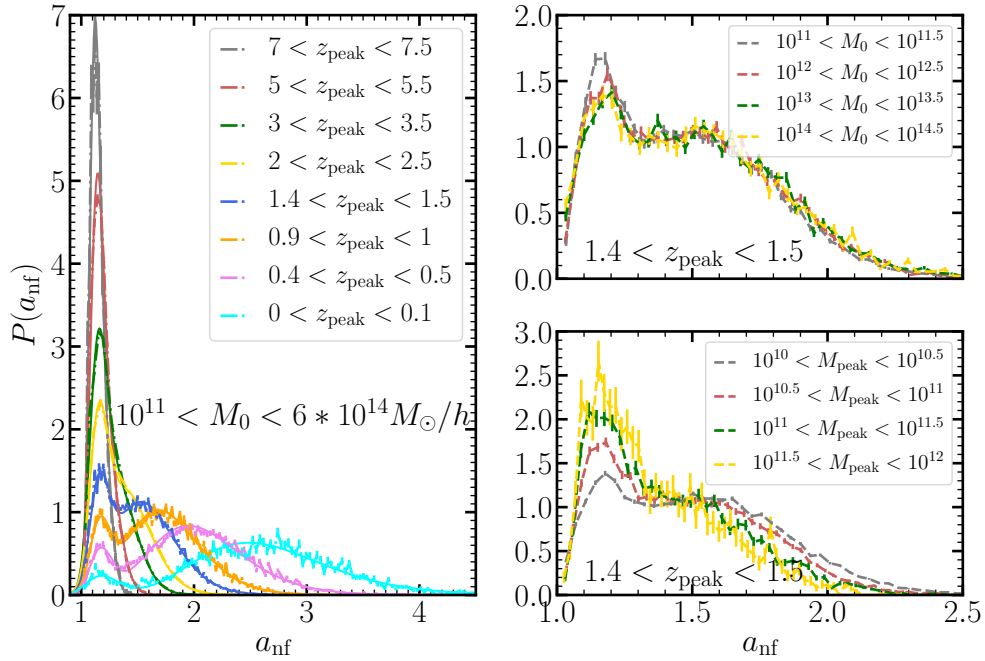 7
6
5
4
3
2
1
0
P(a_nf)
7 < z_peak < 7.5
5 < z_peak < 5.5
3 < z_peak < 3.5
2 < z_peak < 2.5
1.4 < z_peak < 1.5
0.9 < z_peak < 1
0.4 < z_peak < 0.5
0 < z_peak < 0.1
10^11 < M_0 < 6 * 10^14 M_⊙/h
1 2 3 4
a_nf
2.0
1.5
1.0
0.5
0.0
10^11 < M_0 < 10^11.5
10^12 < M_0 < 10^12.5
10^13 < M_0 < 10^13.5
10^14 < M_0 < 10^14.5
1.4 < z_peak < 1.5
3.0
2.5
2.0
1.5
1.0
0.5
0.0
10^10 < M_peak < 10^10.5
10^10.5 < M_peak < 10^11
10^11 < M_peak < 10^11.5
10^11.5 < M_peak < 10^12
1.4 < z_peak < 1.5
1.0 1.5 2.0 2.5
a_nf